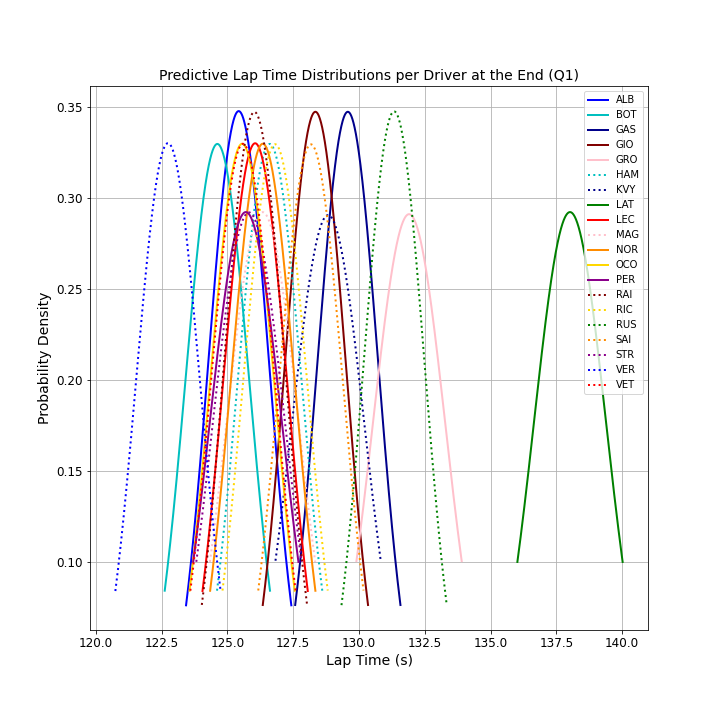 Predictive Lap Time Distributions per Driver at the End (Q1)
Probability Density
0.35
0.30
0.25
0.20
0.15
0.10
120.0 122.5 125.0 127.5 130.0 132.5 135.0 137.5 140.0
Lap Time (s)
ALB
BOT
GAS
GIO
GRO
HAM
KVY
LAT
LEC
MAG
NOR
OCO
PER
RAI
RIC
RUS
SAI
STR
VER
VET